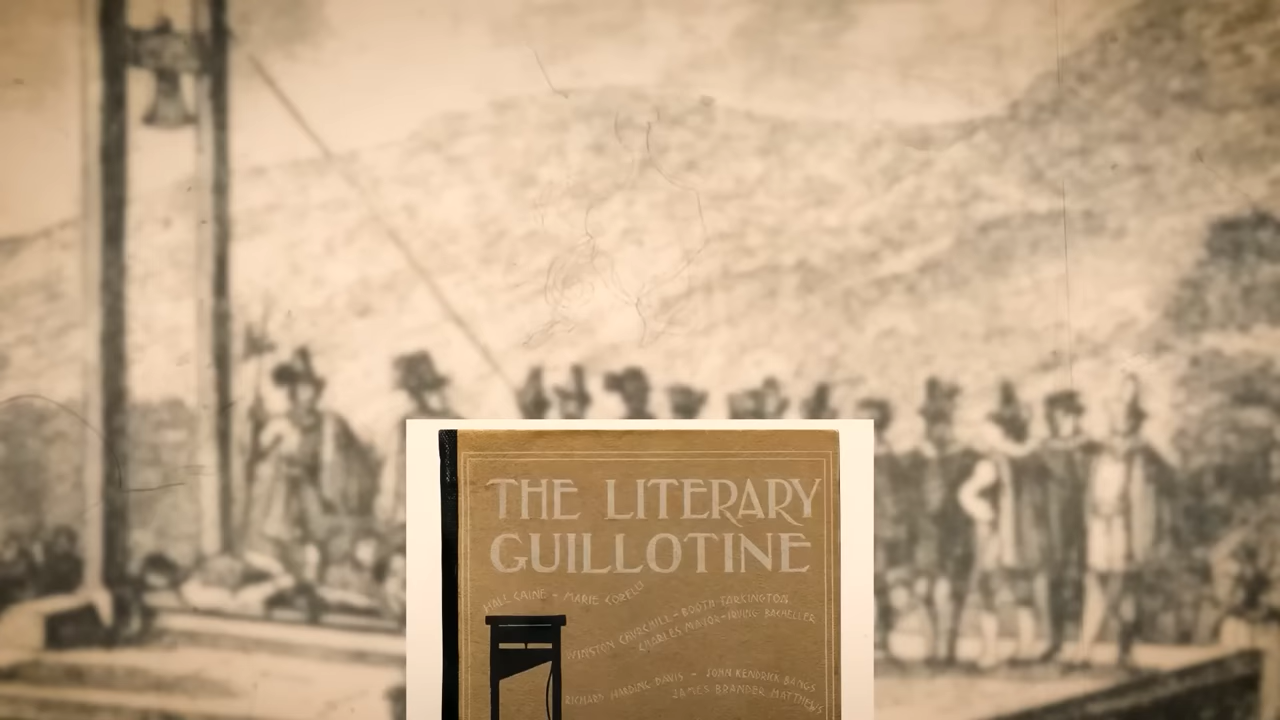 THE LITERARY
GUILLOTINE
HALL CAINE - MARIE CORELLI
WINSTON CHURCHILL - BOOTH TARKINGTON
CHARLES MAJOR - IRVING BACHELLER
RICHARD HARDING DAVIS - JOHN KENDRICK BANGS
JAMES BRANDER MATTHEWS